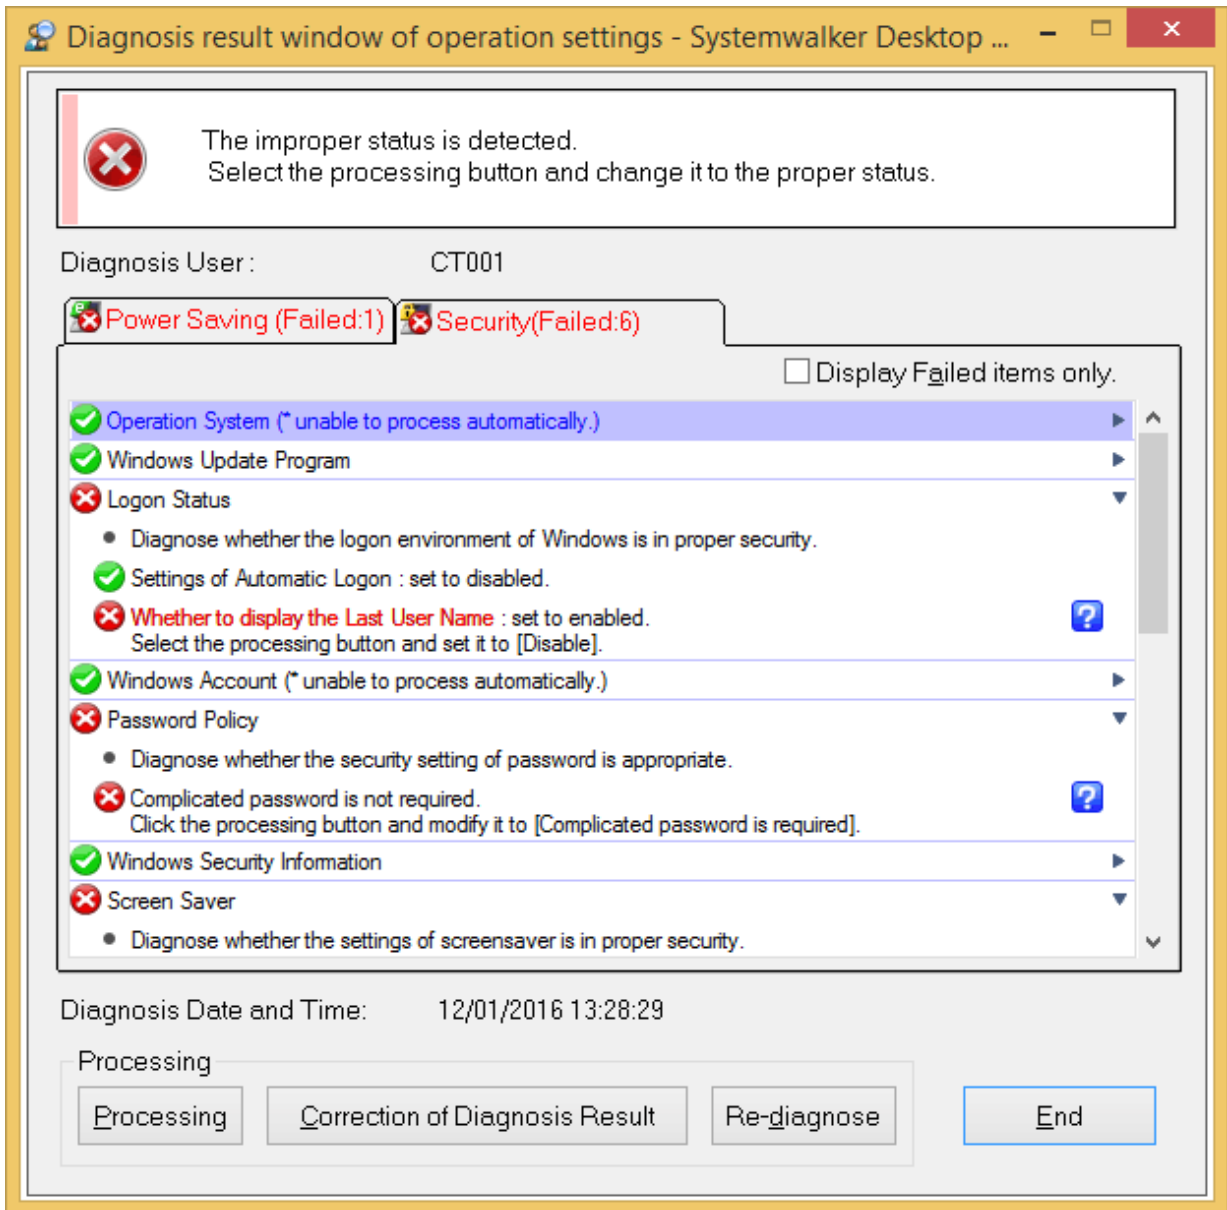 Diagnosis result window of operation settings - Systemwalker Desktop ...
The improper status is detected.
Select the processing button and change it to the proper status.
Diagnosis User : CT001
Power Saving (Failed:1) Security(Failed:6)
Display Failed items only.
Operation System (* unable to process automatically.)
Windows Update Program
Logon Status
Diagnose whether the logon environment of Windows is in proper security.
Settings of Automatic Logon : set to disabled.
Whether to display the Last User Name : set to enabled.
Select the processing button and set it to [Disable].
Windows Account (* unable to process automatically.)
Password Policy
Diagnose whether the security setting of password is appropriate.
Complicated password is not required.
Click the processing button and modify it to [Complicated password is required].
Windows Security Information
Screen Saver
Diagnose whether the settings of screensaver is in proper security.
Diagnosis Date and Time: 12/01/2016 13:28:29
Processing
Processing Correction of Diagnosis Result Re-diagnose End